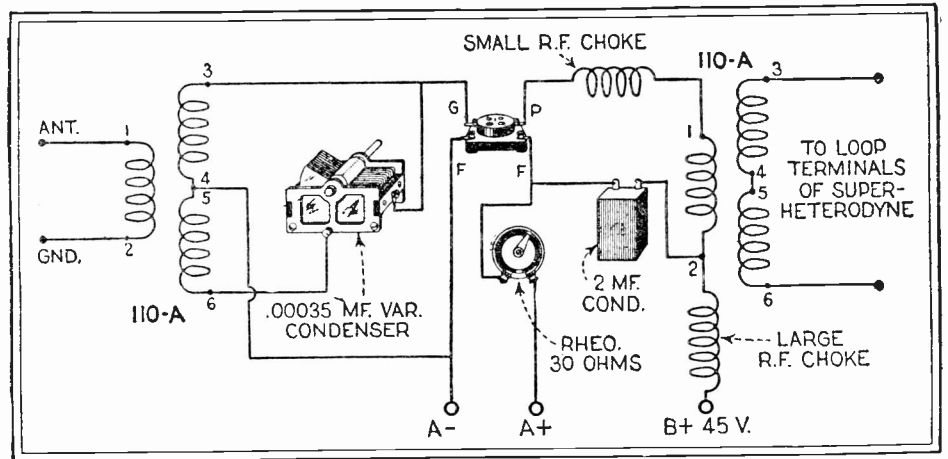 SMALL R.F. CHOKE
110-A
3
3
G
P
ANT.
1
1
4
5
F
F
4
5
TO LOOP
TERMINALS
OF SUPER-
HETERODYNE
2
GND.
2
6
6
110-A
.00035 MF. VAR.
CONDENSER
2 MF.
COND.
RHEO.
30 OHMS
LARGE
R.F. CHOKE
A-
A+
B+ 45 V.